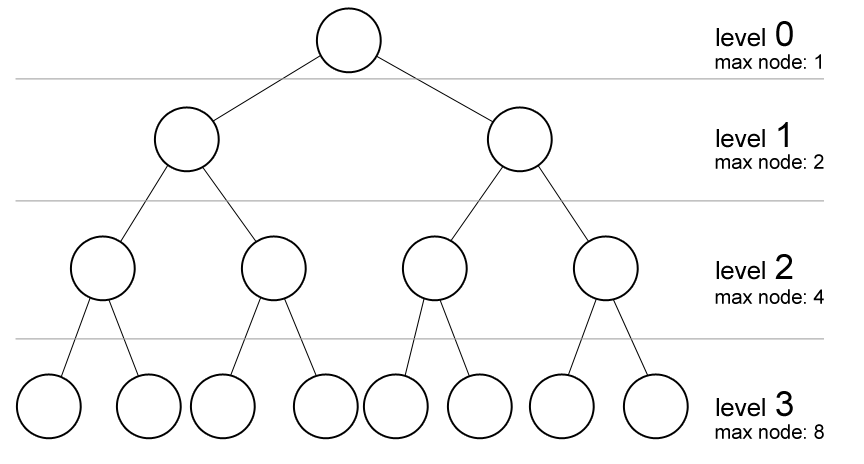 level 0
max node: 1
level 1
max node: 2
level 2
max node: 4
level 3
max node: 8